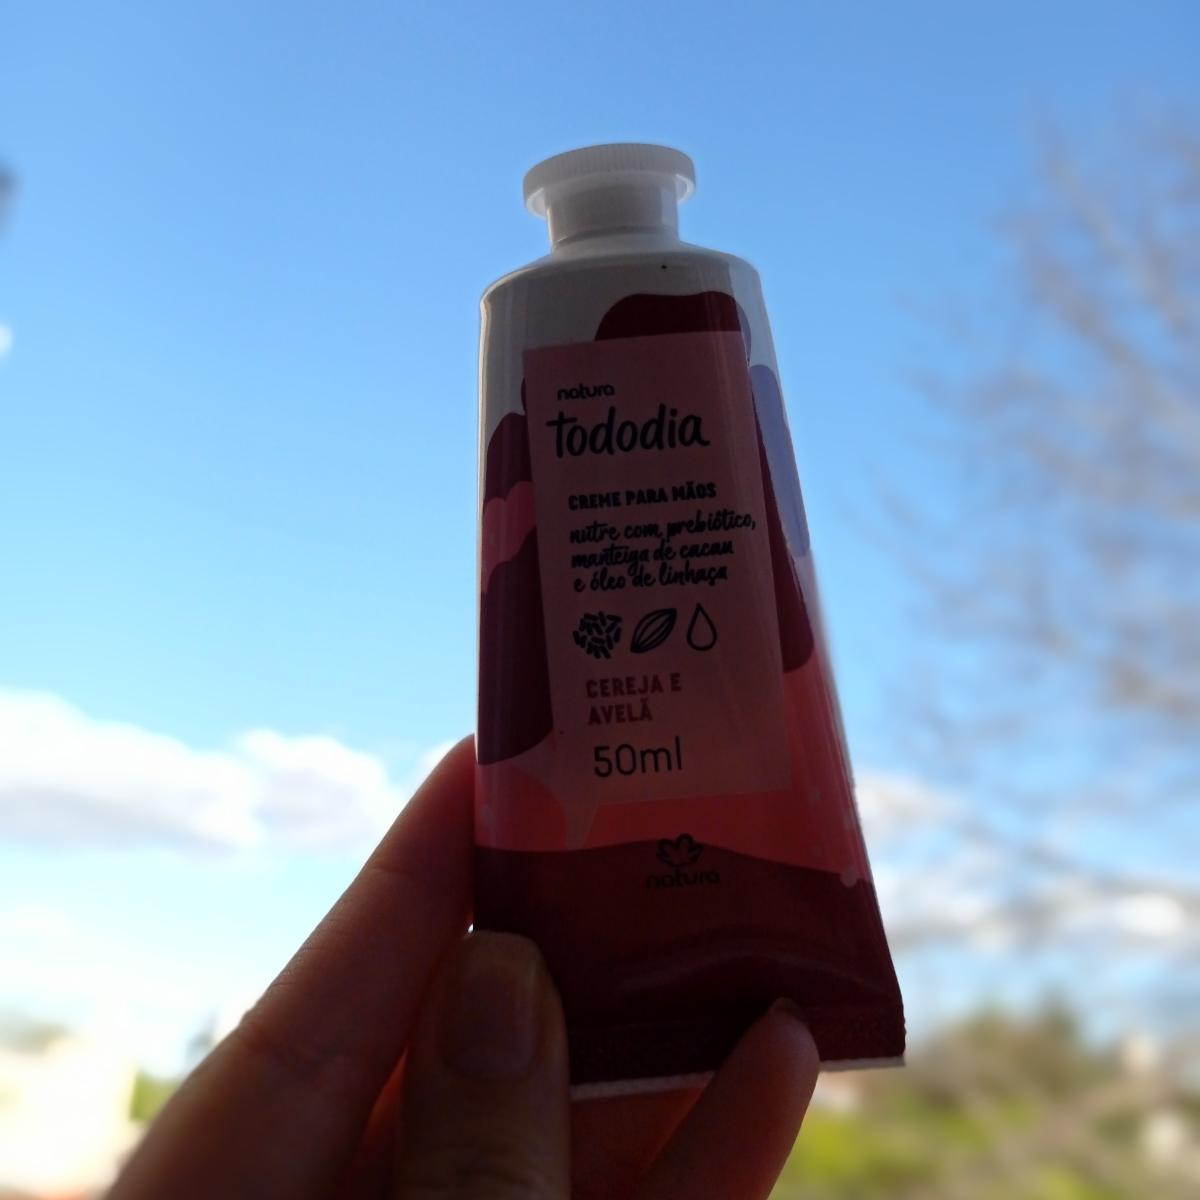 natura
tododia
CREME PARA MÃOS
nutre com prebiótico,
manteiga de cacau
e óleo de linhaça
CEREJA E
AVELÃ
50ml
natura